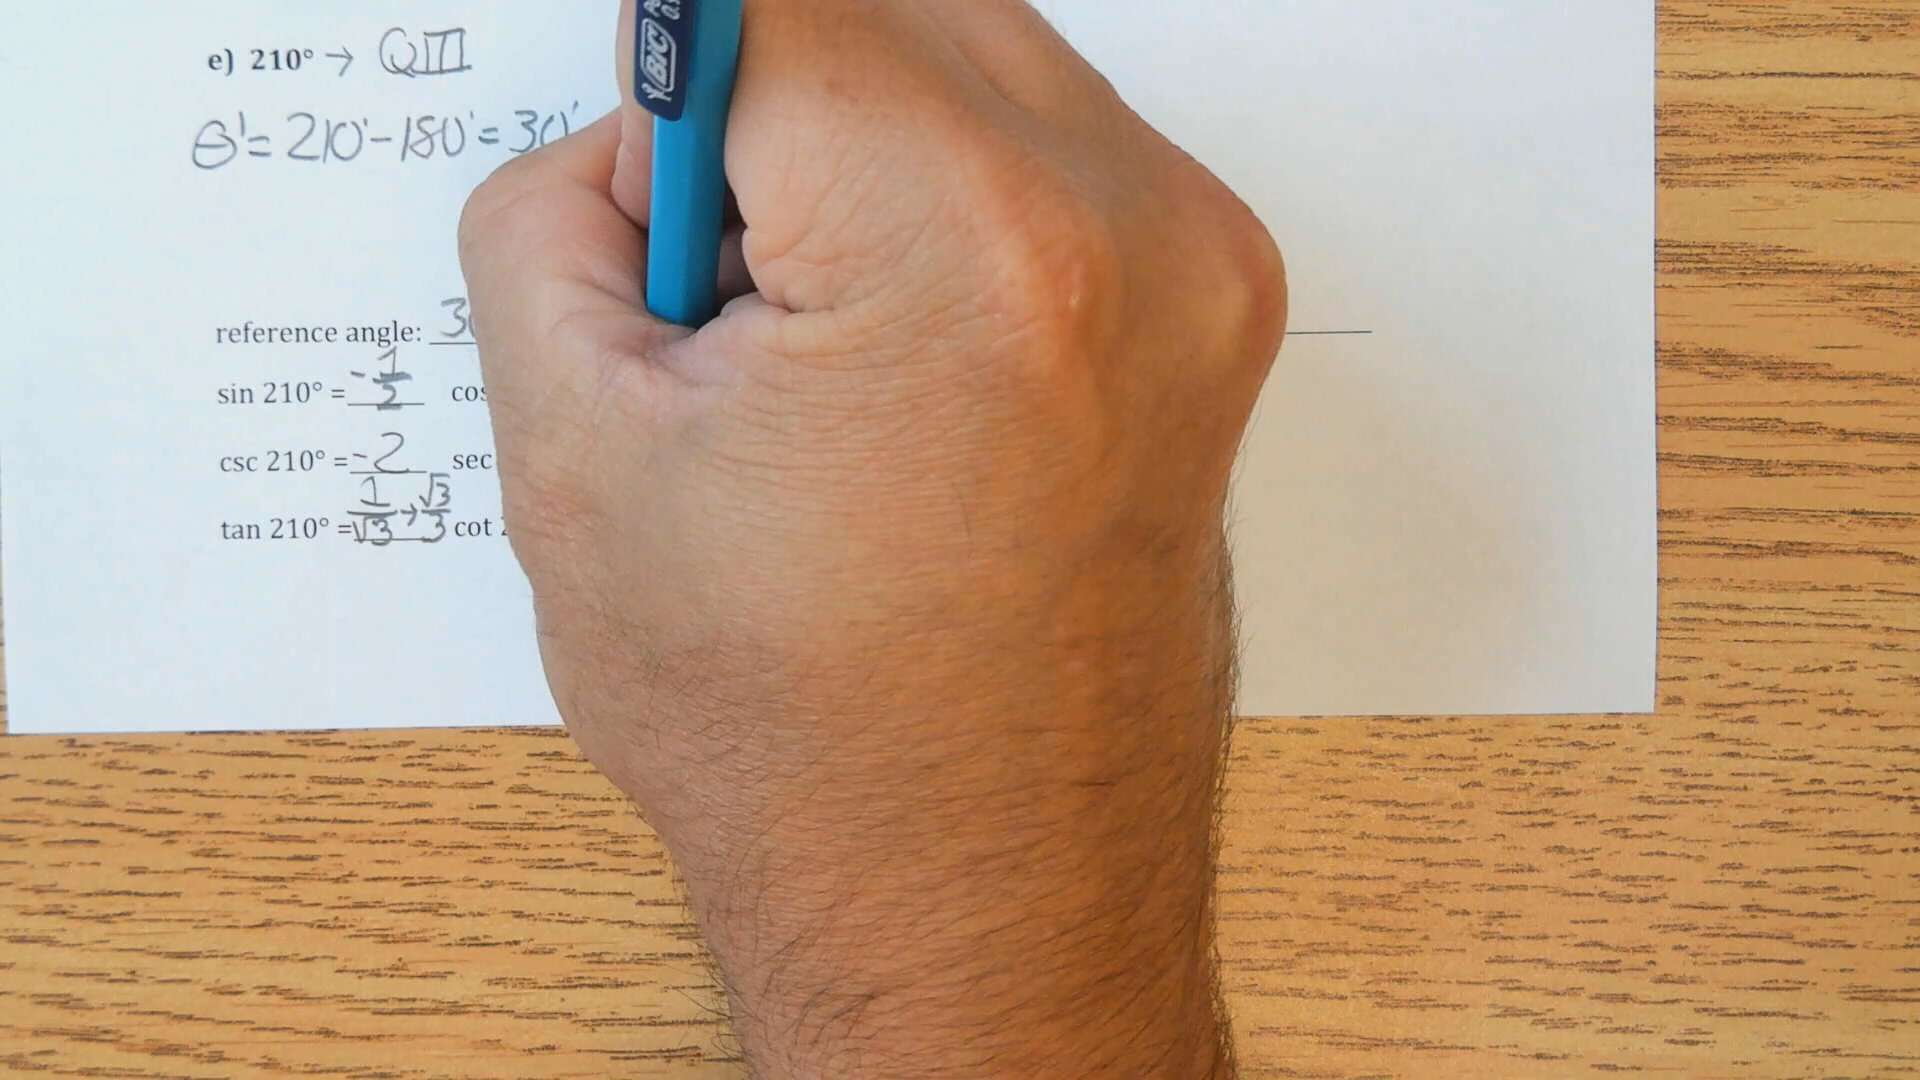 e) 210° → QIII
θ' = 210° - 180° = 30°
BIC
reference angle: 30
sin 210° = -1/2 cos
csc 210° = -2 sec
tan 210° = 1/√3 → √3/3 cot